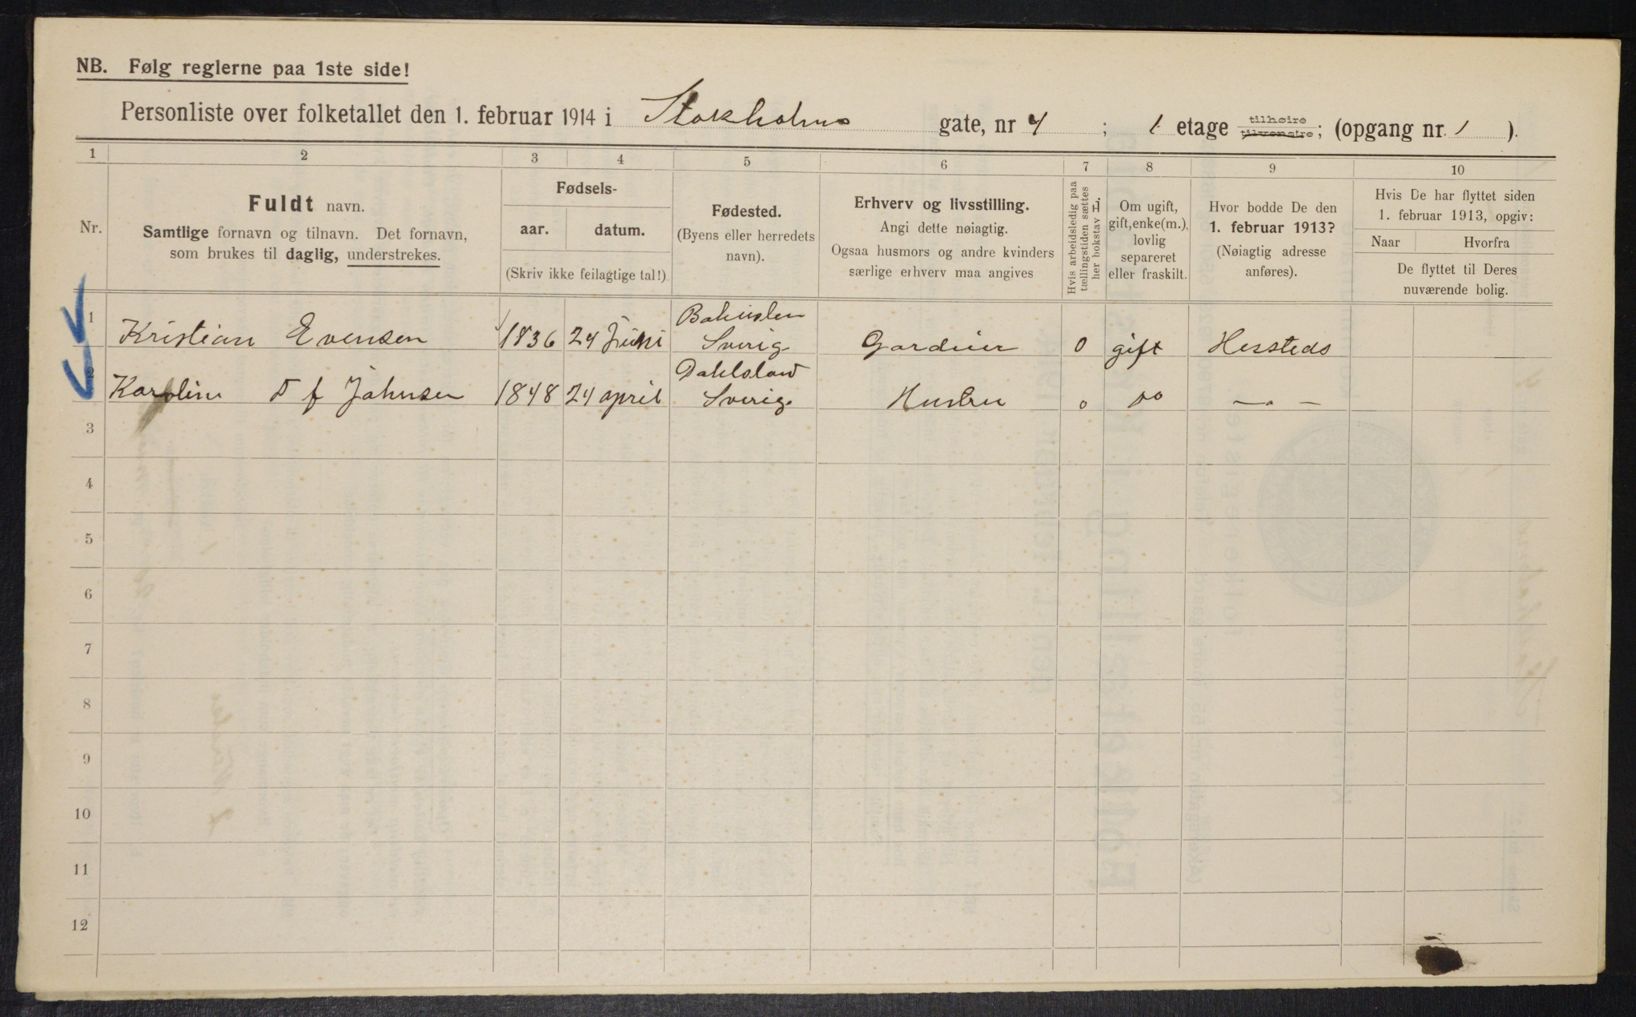 NB. Følg reglerne paa 1ste side!
Personliste over folketallet den 1. februar 1914 i Stokholms gate, nr 4 ; 1 etage tilhøire tilvenstre; (opgang nr. 1 ).
1 2 3 4 5 6 7 8 9 10
Nr.
Fuldt navn.
Samtlige fornavn og tilnavn. Det fornavn,
som brukes til daglig, understrekes.
Fødsels-
aar. datum.
(Skriv ikke feilagtige tal!)
Fødested.
(Byens eller herredets
navn).
Erhverv og livsstilling.
Angi dette nøiagtig.
Ogsaa husmors og andre kvinders
særlige erhverv maa angives
Hvis arbeidsledig paa
tællingstiden sættes
her bokstav L.
Om ugift,
gift, enke(m.),
lovlig
separeret
eller fraskilt.
Hvor bodde De den
1. februar 1913?
(Nøiagtig adresse
anføres).
Hvis De har flyttet siden
1. februar 1913, opgiv:
Naar Hvorfra
De flyttet til Deres
nuværende bolig.
1 Kristian Evensen 1836 24 Juni Bohuslen Sverig Gardeier 0 gift Hessteds
2 Karoline D f Johnsen 1848 24 april Dahlsland Sverig. Hustru 0 Do — . —
3
4
5
6
7
8
9
10
11
12